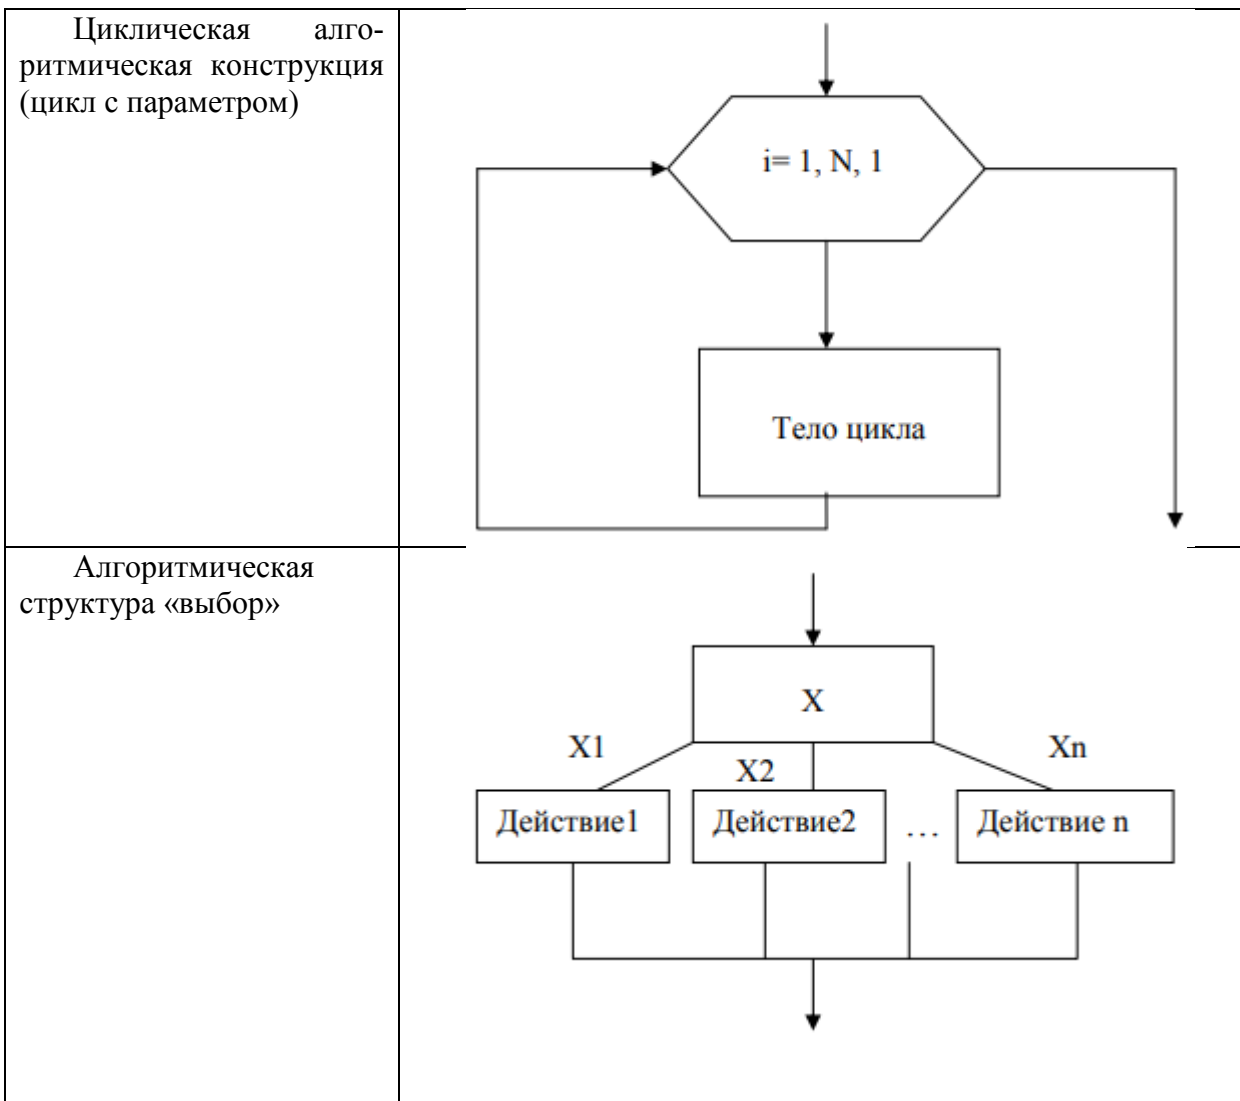 Циклическая алго-
ритмическая конструкция
(цикл с параметром)
i= 1, N, 1
Тело цикла
Алгоритмическая
структура «выбор»
X
X1
X2
Xn
Действие1
Действие2
…
Действие n